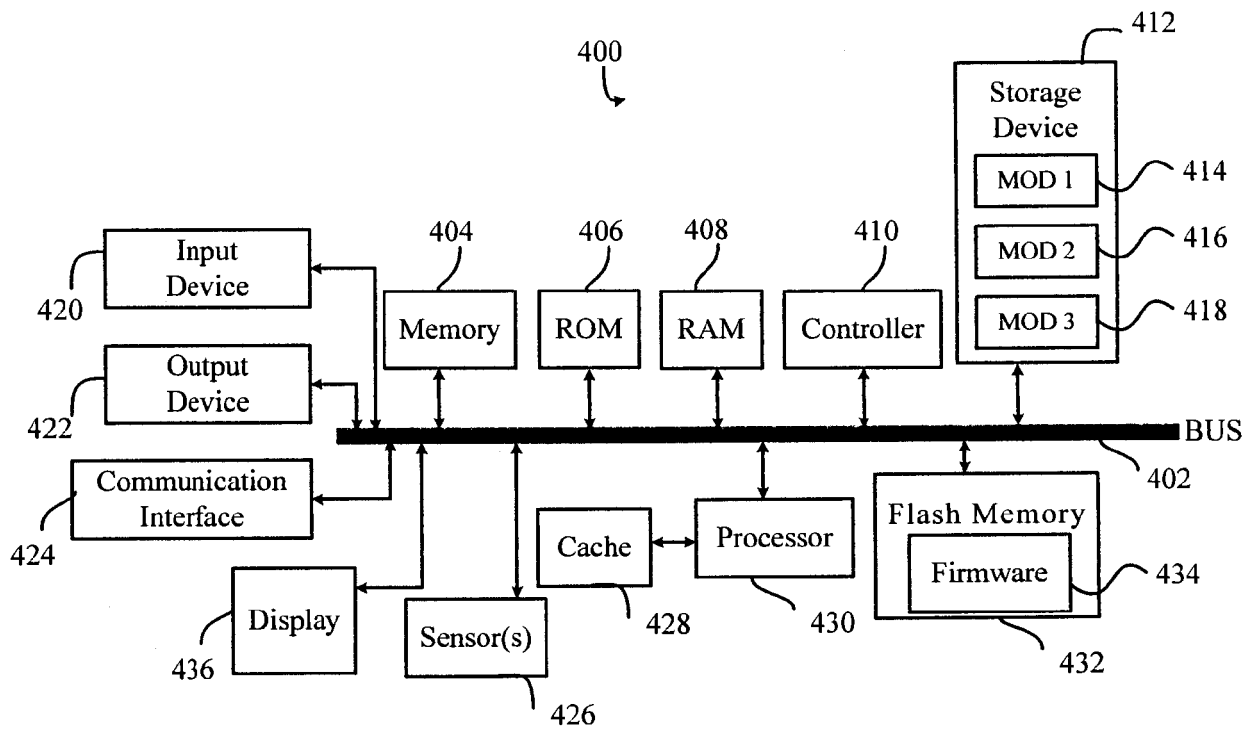 400
412
Storage
Device
MOD 1
414
MOD 2
416
MOD 3
418
404
406
408
410
Input
Device
420
Memory
ROM
RAM
Controller
Output
Device
422
BUS
402
Communication
Interface
424
Cache
428
Processor
430
Flash Memory
Firmware
434
432
Display
436
Sensor(s)
426